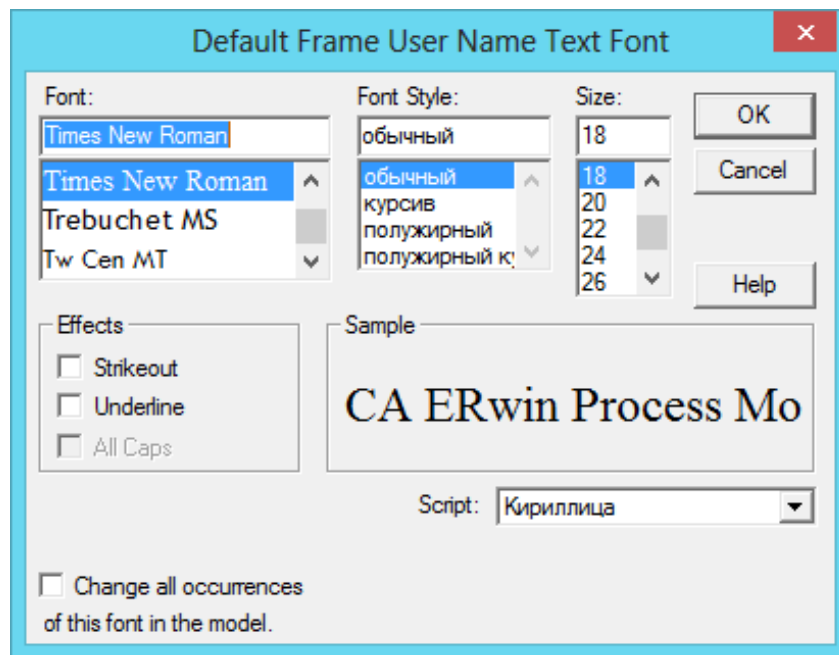 Default Frame User Name Text Font
Font:
Font Style:
Size:
Times New Roman
обычный
18
OK
Times New Roman
Trebuchet MS
Tw Cen MT
обычный
курсив
полужирный
полужирный к
18
20
22
24
26
Cancel
Help
Effects
Strikeout
Underline
All Caps
Sample
CA ERwin Process Mo
Script:
Кириллица
Change all occurrences
of this font in the model.